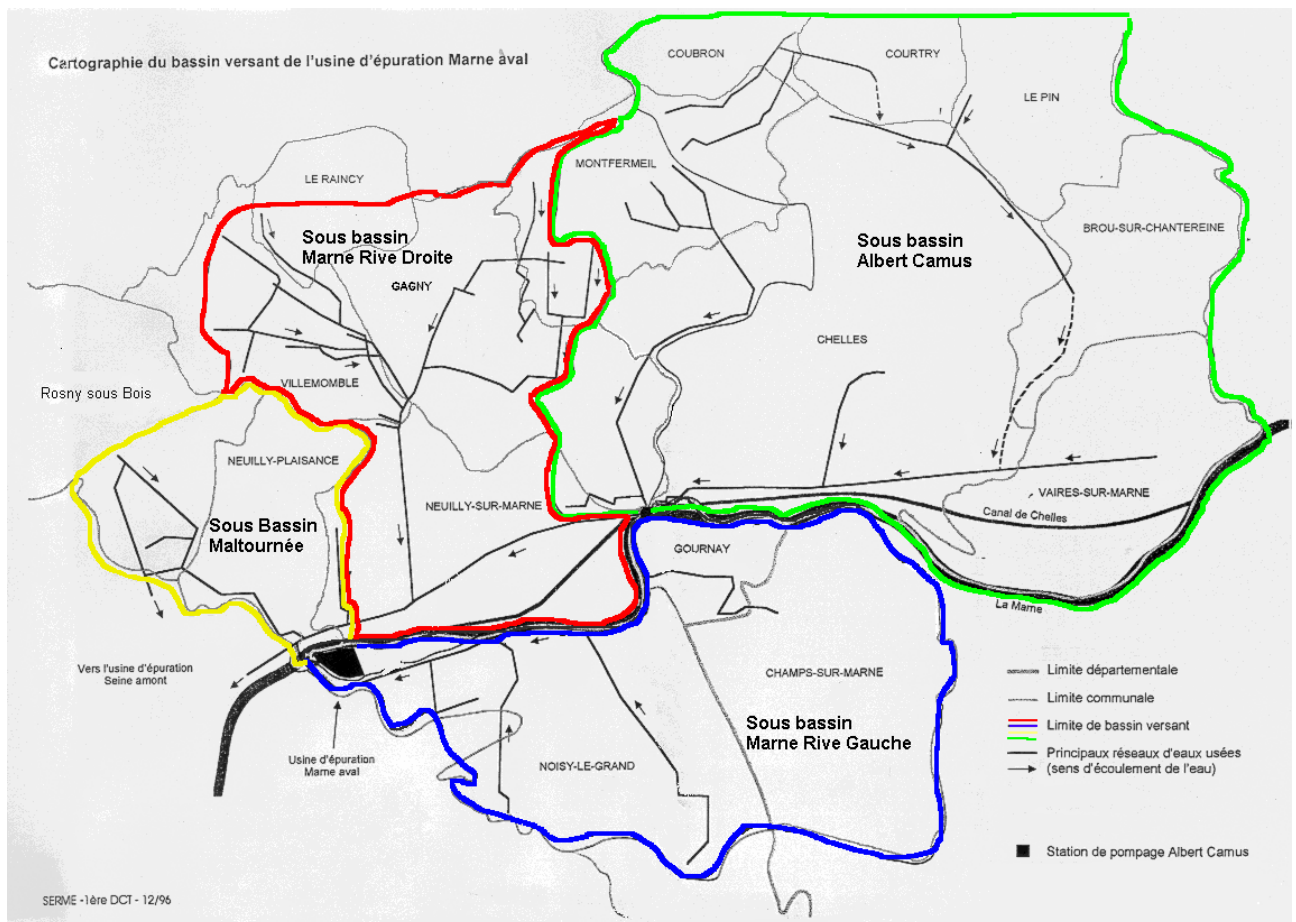 Cartographie du bassin versant de l'usine d'épuration Marne aval
COUBRON
COURTRY
LE PIN
MONTFERMEIL
LE RAINCY
BROU-SUR-CHANTEREINE
Sous bassin
Marne Rive Droite
Sous bassin
Albert Camus
GAGNY
CHELLES
VILLEMOMBLE
Rosny sous Bois
NEUILLY-PLAISANCE
NEUILLY-SUR-MARNE
VAIRES-SUR-MARNE
Canal de Chelles
Sous Bassin
Maltournée
GOURNAY
La Marne
Vers l'usine d'épuration
Seine amont
CHAMPS-SUR-MARNE
Sous bassin
Marne Rive Gauche
Usine d'épuration
Marne aval
NOISY-LE-GRAND
Limite départementale
Limite communale
Limite de bassin versant
Principaux réseaux d'eaux usées
(sens d'écoulement de l'eau)
Station de pompage Albert Camus
SERME -1ère DCT - 12/96